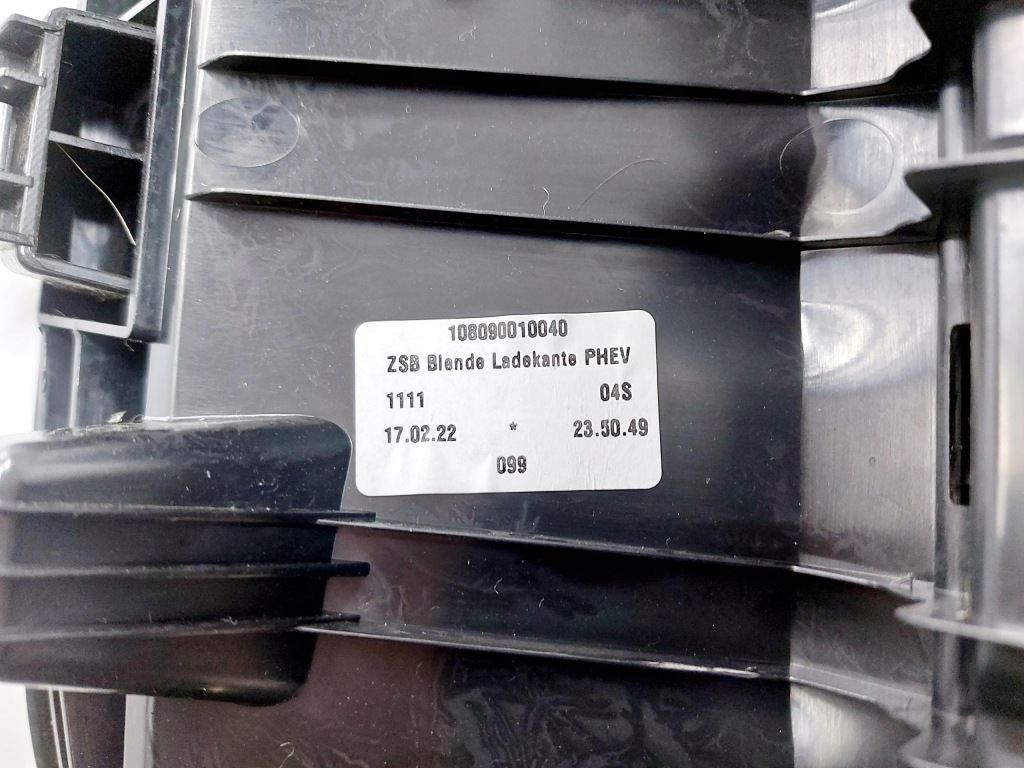 108090010040
ZSB Blende Ladekante PHEV
1111 04S
17.02.22 * 23.50.49
099